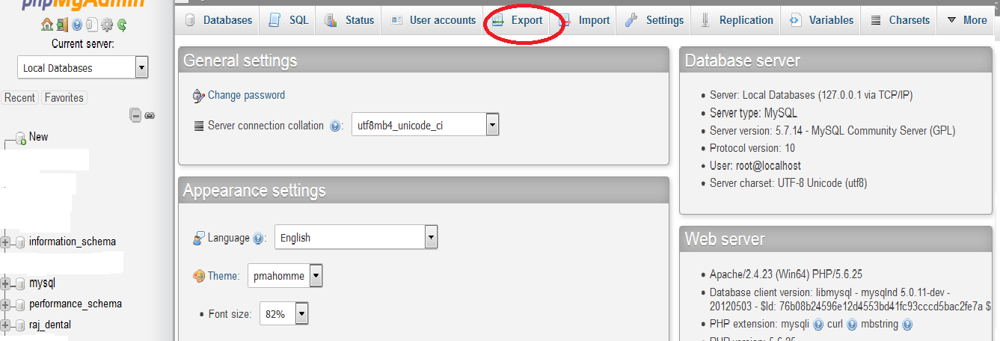 phpMyAdmin
Current server:
Local Databases
Recent Favorites
New
information_schema
mysql
performance_schema
raj_dental
Databases SQL Status User accounts Export Import Settings Replication Variables Charsets More
General settings
Change password
Server connection collation : utf8mb4_unicode_ci
Appearance settings
Language : English
Theme: pmahomme
• Font size: 82%
Database server
• Server: Local Databases (127.0.0.1 via TCP/IP)
• Server type: MySQL
• Server version: 5.7.14 - MySQL Community Server (GPL)
• Protocol version: 10
• User: root@localhost
• Server charset: UTF-8 Unicode (utf8)
Web server
• Apache/2.4.23 (Win64) PHP/5.6.25
• Database client version: libmysql - mysqlnd 5.0.11-dev -
20120503 - $Id: 76b08b24596e12d4553bd41fc93cccd5bac2fe7a $
• PHP extension: mysqli curl mbstring
• PHP version: 5.6.25